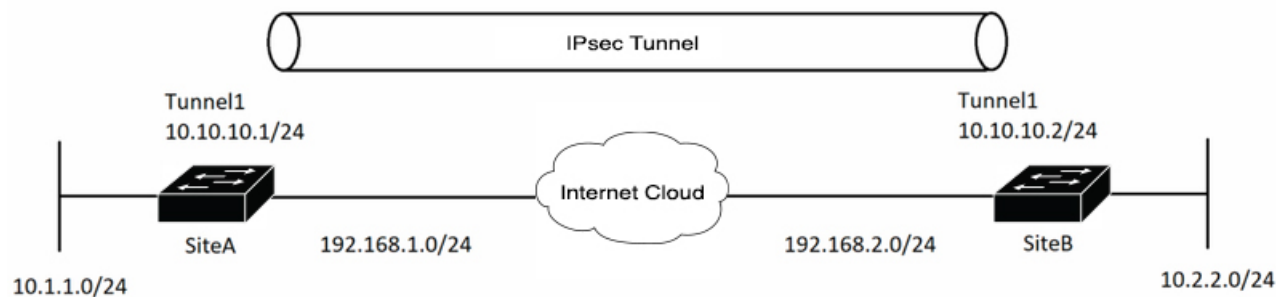 IPsec Tunnel
Tunnel1
10.10.10.1/24
Tunnel1
10.10.10.2/24
Internet Cloud
SiteA
192.168.1.0/24
192.168.2.0/24
SiteB
10.1.1.0/24
10.2.2.0/24